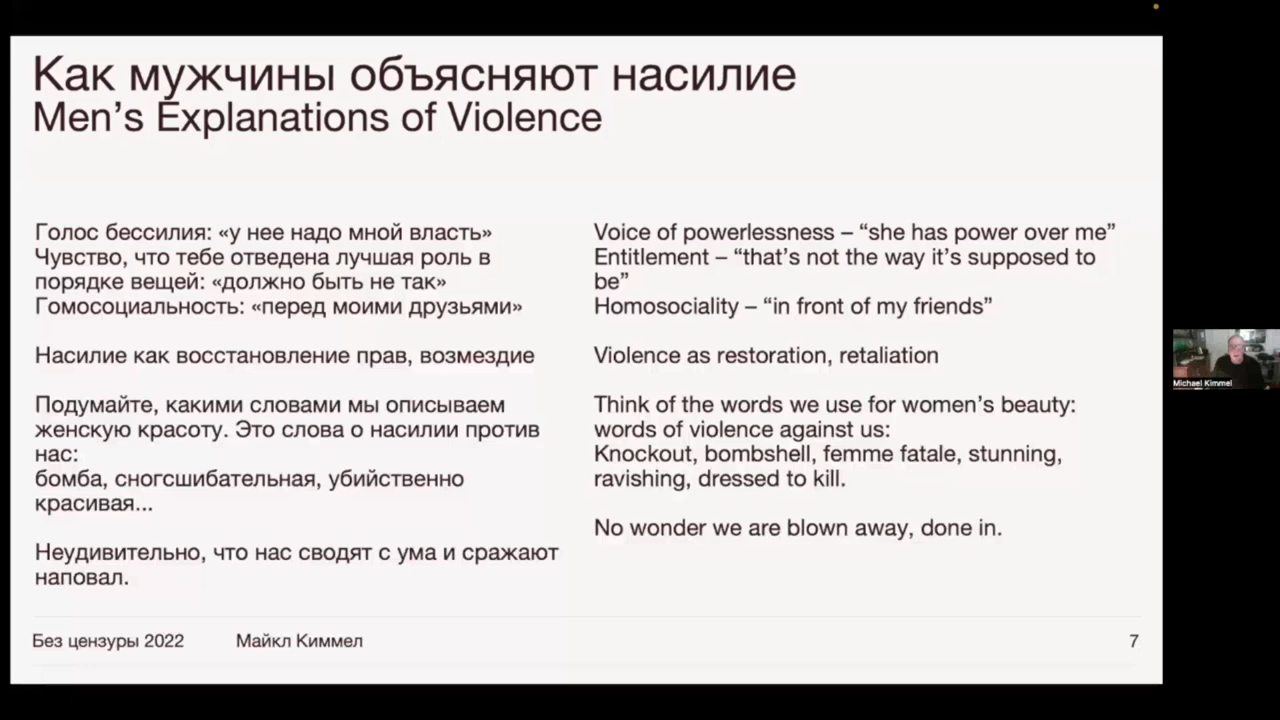 Как мужчины объясняют насилие
Men’s Explanations of Violence
Голос бессилия: «у нее надо мной власть»
Чувство, что тебе отведена лучшая роль в
порядке вещей: «должно быть не так»
Гомосоциальность: «перед моими друзьями»
Насилие как восстановление прав, возмездие
Подумайте, какими словами мы описываем
женскую красоту. Это слова о насилии против
нас:
бомба, сногсшибательная, убийственно
красивая...
Неудивительно, что нас сводят с ума и сражают
наповал.
Voice of powerlessness – “she has power over me”
Entitlement – “that’s not the way it’s supposed to
be”
Homosociality – “in front of my friends”
Violence as restoration, retaliation
Think of the words we use for women’s beauty:
words of violence against us:
Knockout, bombshell, femme fatale, stunning,
ravishing, dressed to kill.
No wonder we are blown away, done in.
Без цензуры 2022
Майкл Киммел
7
Michael Kimmel